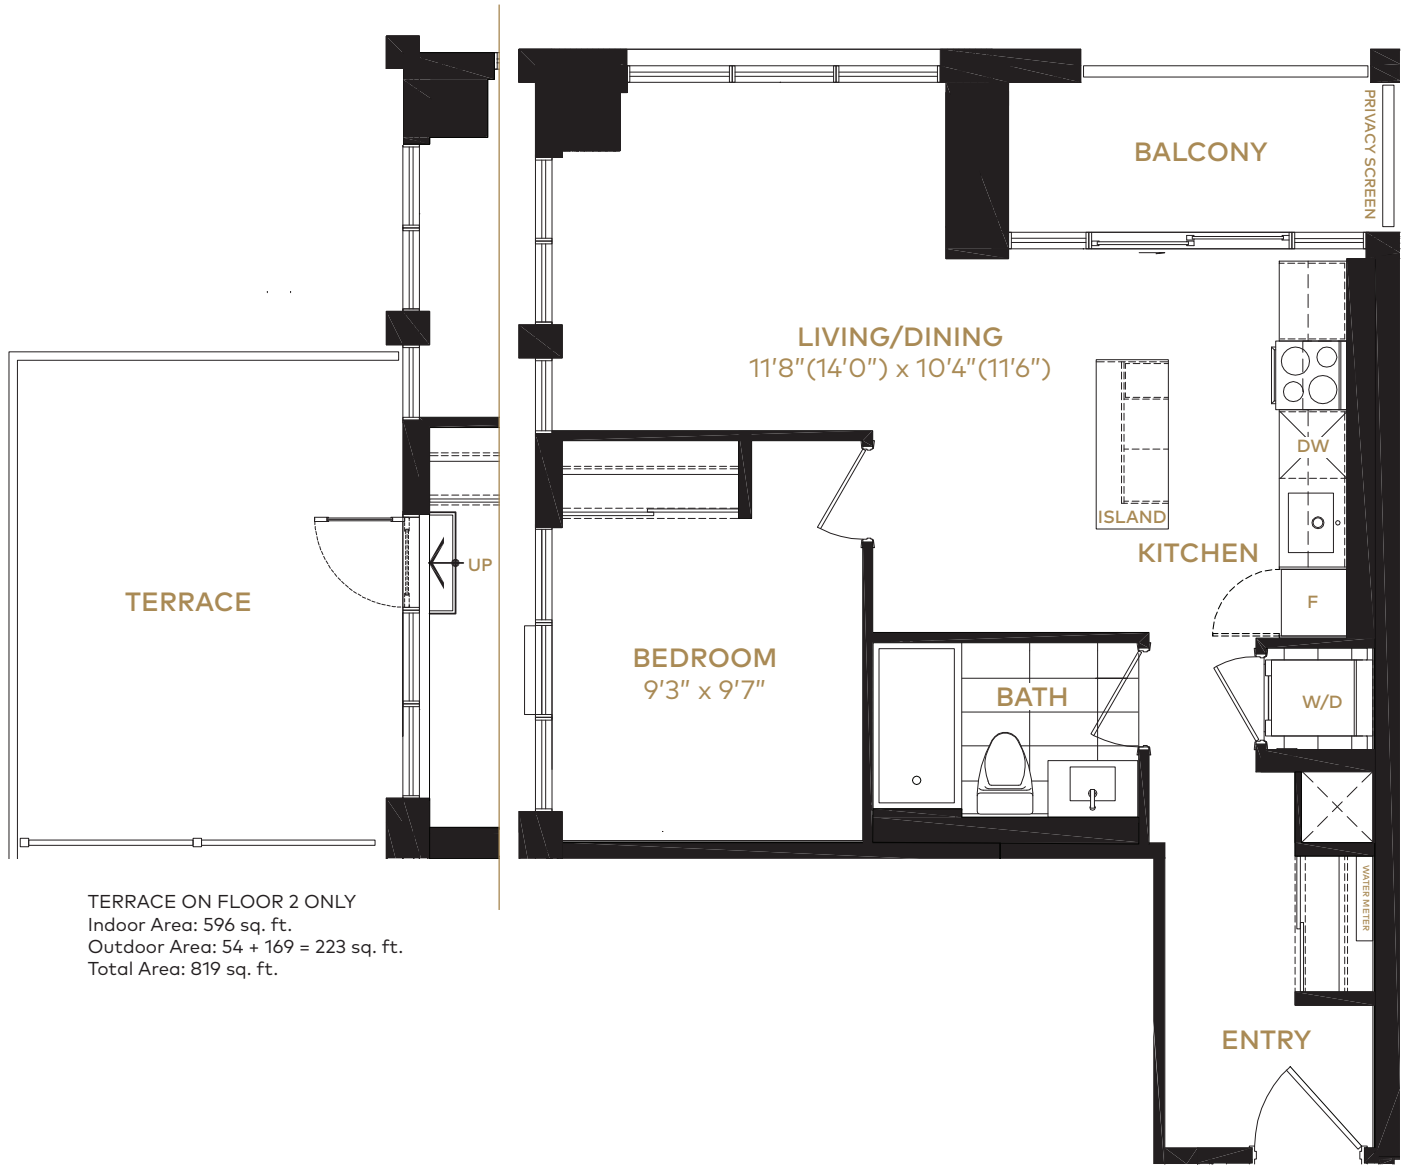 BALCONY
PRIVACY SCREEN
LIVING/DINING
11'8"(14'0") x 10'4"(11'6")
DW
ISLAND
KITCHEN
UP
TERRACE
F
BEDROOM
9'3" x 9'7"
BATH
W/D
WATER METER
TERRACE ON FLOOR 2 ONLY
Indoor Area: 596 sq. ft.
Outdoor Area: 54 + 169 = 223 sq. ft.
Total Area: 819 sq. ft.
ENTRY